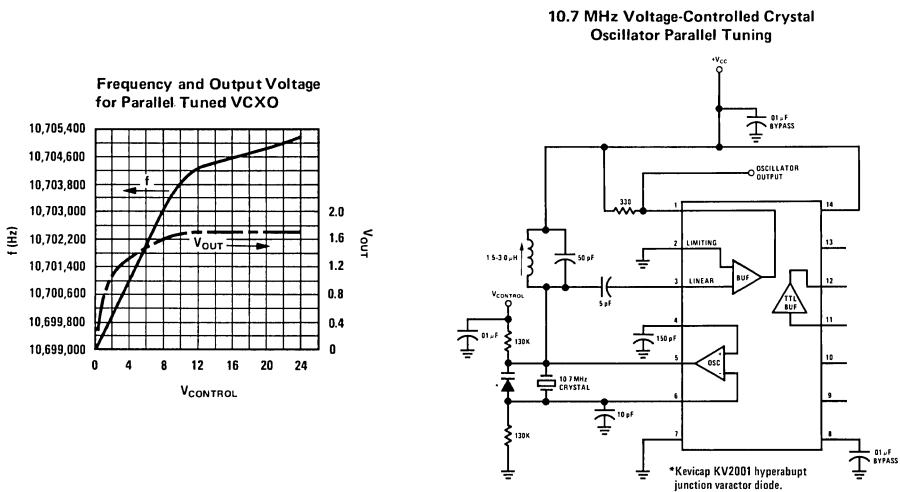 10.7 MHz Voltage-Controlled Crystal
Oscillator Parallel Tuning
Frequency and Output Voltage
for Parallel Tuned VCXO
10,705,400
10,704,600
10,703,800
10,703,000
10,702,200
10,701,400
10,700,600
10,699,800
10,699,000
f (Hz)
f
VOUT
2.0
1.6
1.2
0.8
0.4
0
VOUT
0 4 8 12 16 20 24
VCONTROL
+VCC
.01 µF
BYPASS
OSCILLATOR
OUTPUT
330
1
14
2
LIMITING
13
1.5-3.0 µH
50 pF
3
LINEAR
BUF
12
5 pF
TTL
BUF
VCONTROL
.01 µF
130K
4
150 pF
11
5
OSC
+
-
10
*
10.7 MHz
CRYSTAL
6
9
10 pF
130K
7
8
.01 µF
BYPASS
*Kevicap KV2001 hyperabupt
junction varactor diode.